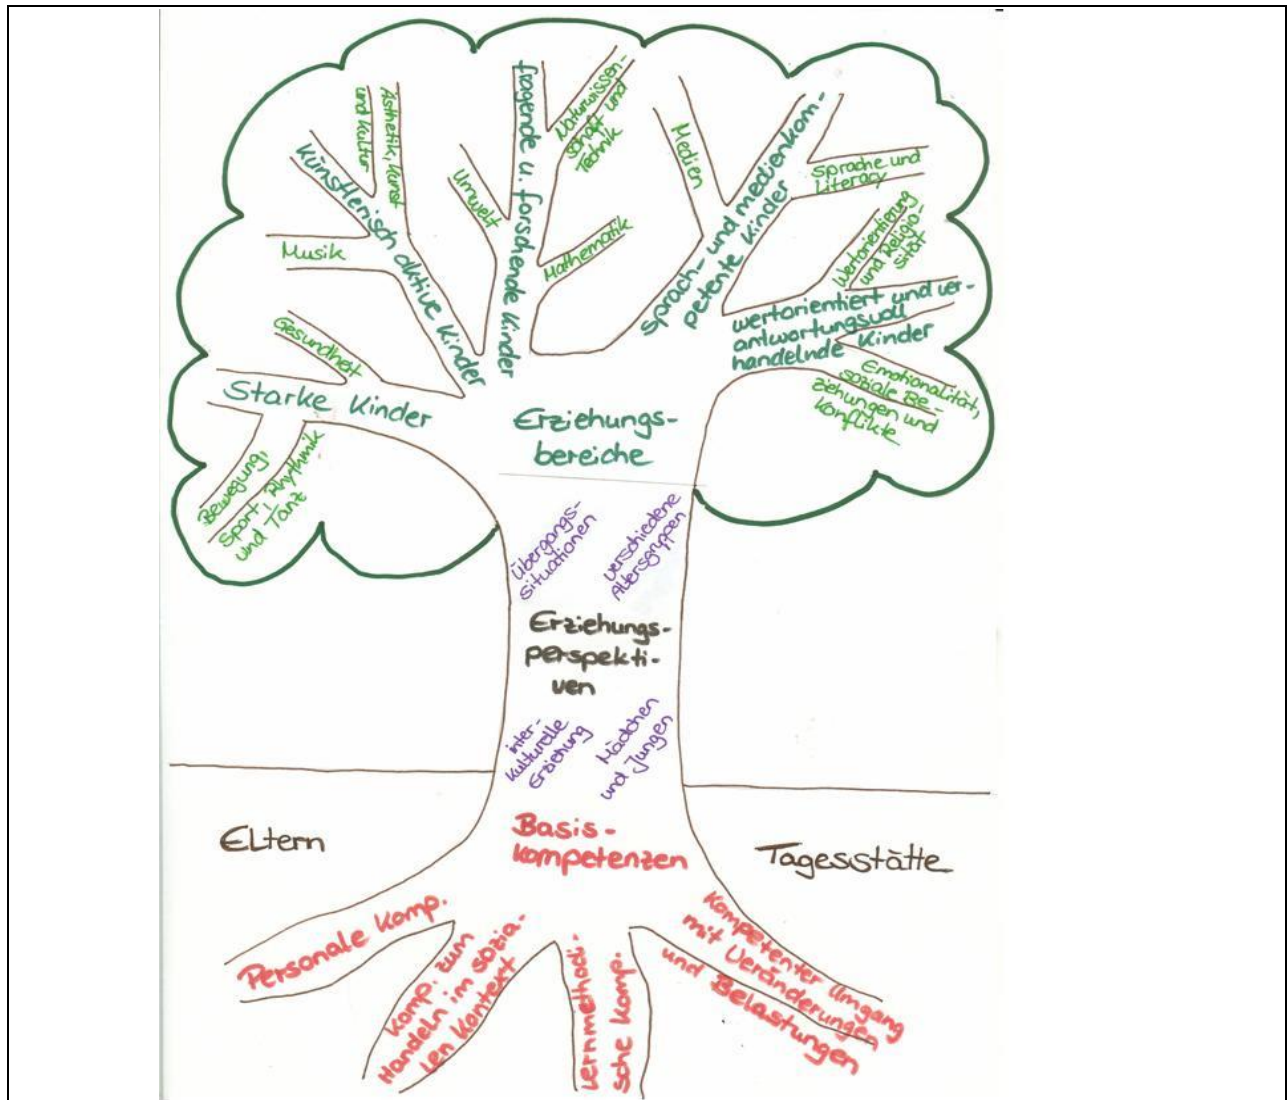 Ästhetik, Kunst
und Kultur
künstlerisch aktive Kinder
Musik
Umwelt
fragende u. forschende Kinder
Naturwissen-
schaft und
Technik
Mathematik
Medien
sprach- und medienkom-
petente Kinder
Sprache und
Literacy
Wertorientierung
und Religio-
sität
wertorientiert und ver-
antwortungsvoll
handelnde Kinder
Emotionalität,
soziale Be-
ziehungen und
Konflikte
Gesundheit
Starke Kinder
Bewegung,
Sport, Rhythmik
und Tanz
Erziehungs-
bereiche
Übergangs-
situationen
verschiedene
Altersgruppen
Erziehungs-
perspekti-
ven
inter-
kulturelle
Erziehung
Mädchen
und Jungen
Eltern
Basis-
kompetenzen
Tagesstätte
Personale Komp.
Komp. zum
Handeln im sozia-
len Kontext
Lernmethodi-
sche Komp.
Kompetenter Umgang
mit Veränderungen
und Belastungen